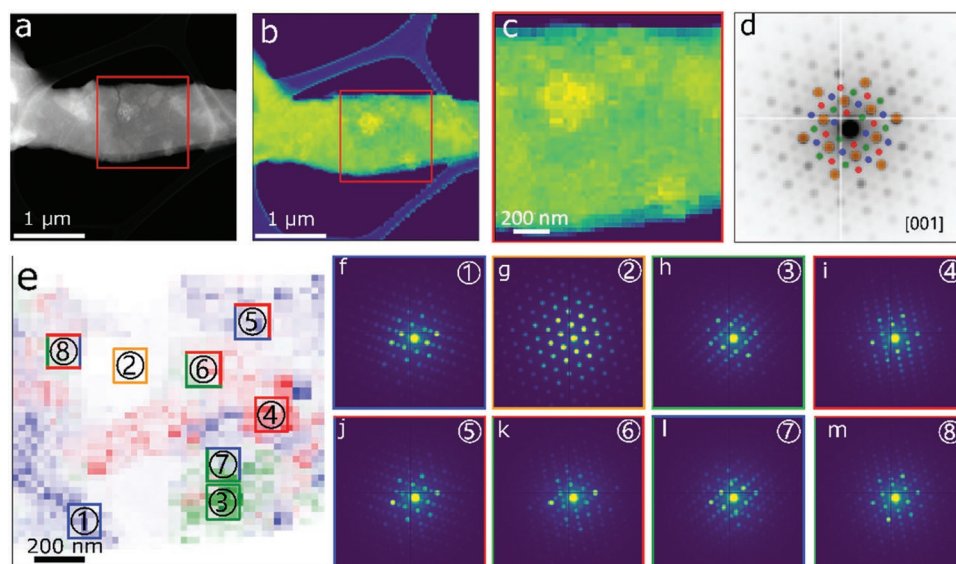 a
b
c
d
1 μm
1 μm
200 nm
[001]
e
f ①
g ②
h ③
i ④
⑤
⑧
②
⑥
④
⑦
③
①
200 nm
j ⑤
k ⑥
l ⑦
m ⑧